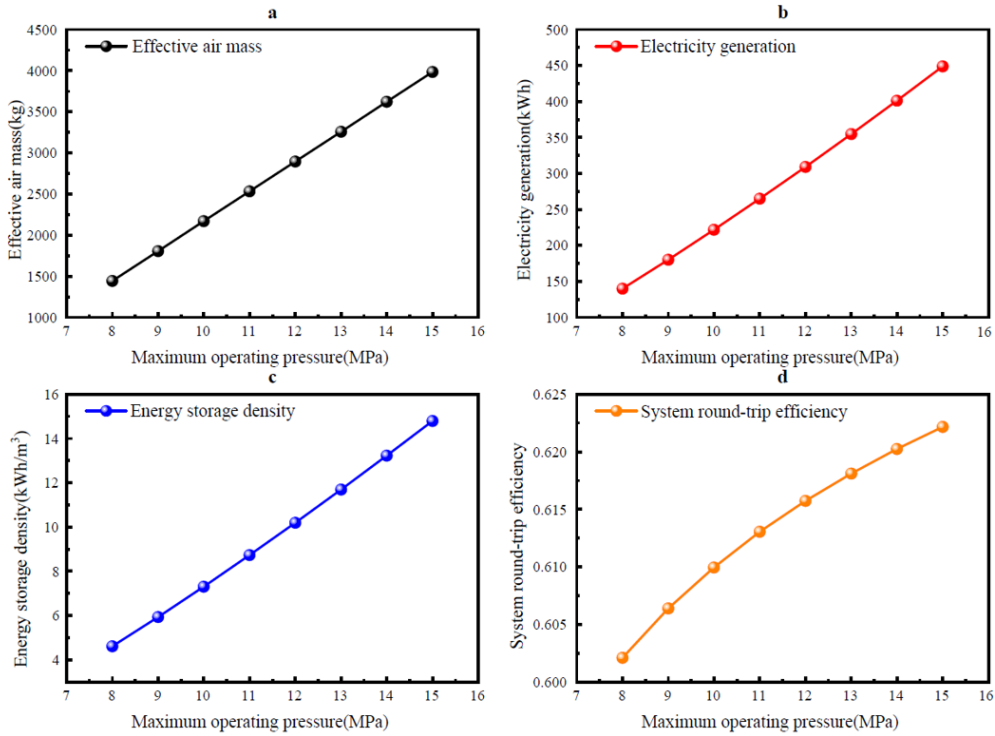 a
Effective air mass
Effective air mass(kg)
4500
4000
3500
3000
2500
2000
1500
1000
7 8 9 10 11 12 13 14 15 16
Maximum operating pressure(MPa)
b
Electricity generation
Electricity generation(kWh)
500
450
400
350
300
250
200
150
100
7 8 9 10 11 12 13 14 15 16
Maximum operating pressure(MPa)
c
Energy storage density
Energy storage density(kWh/m³)
16
14
12
10
8
6
4
7 8 9 10 11 12 13 14 15 16
Maximum operating pressure(MPa)
d
System round-trip efficiency
System round-trip efficiency
0.625
0.620
0.615
0.610
0.605
0.600
7 8 9 10 11 12 13 14 15 16
Maximum operating pressure(MPa)